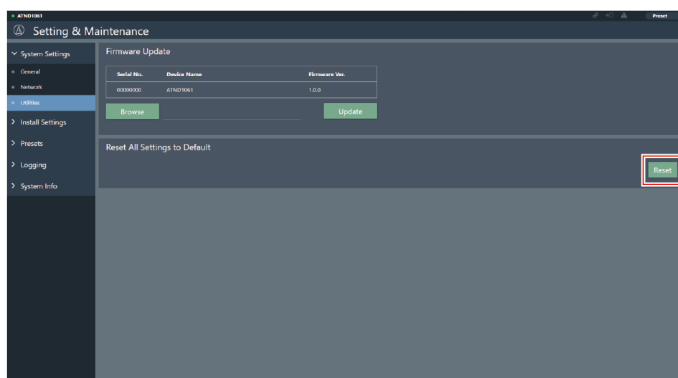 ATND1061
Preset
Setting & Maintenance
System Settings
General
Network
Utilities
Install Settings
Presets
Logging
System Info
Firmware Update
Serial No. Device Name Firmware Ver.
00000000 ATND1061 1.0.0
Browse Update
Reset All Settings to Default
Reset